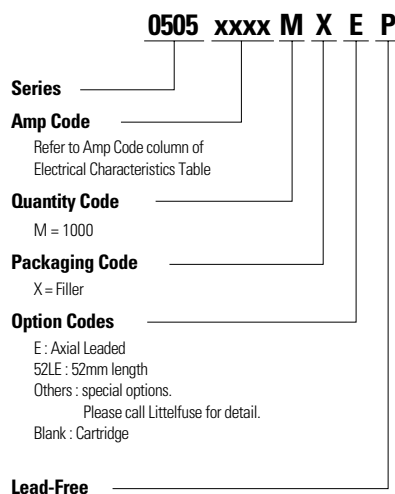 0505 xxxx M X E P
Series
Amp Code
Refer to Amp Code column of
Electrical Characteristics Table
Quantity Code
M = 1000
Packaging Code
X = Filler
Option Codes
E : Axial Leaded
52LE : 52mm length
Others : special options.
Please call Littelfuse for detail.
Blank : Cartridge
Lead-Free